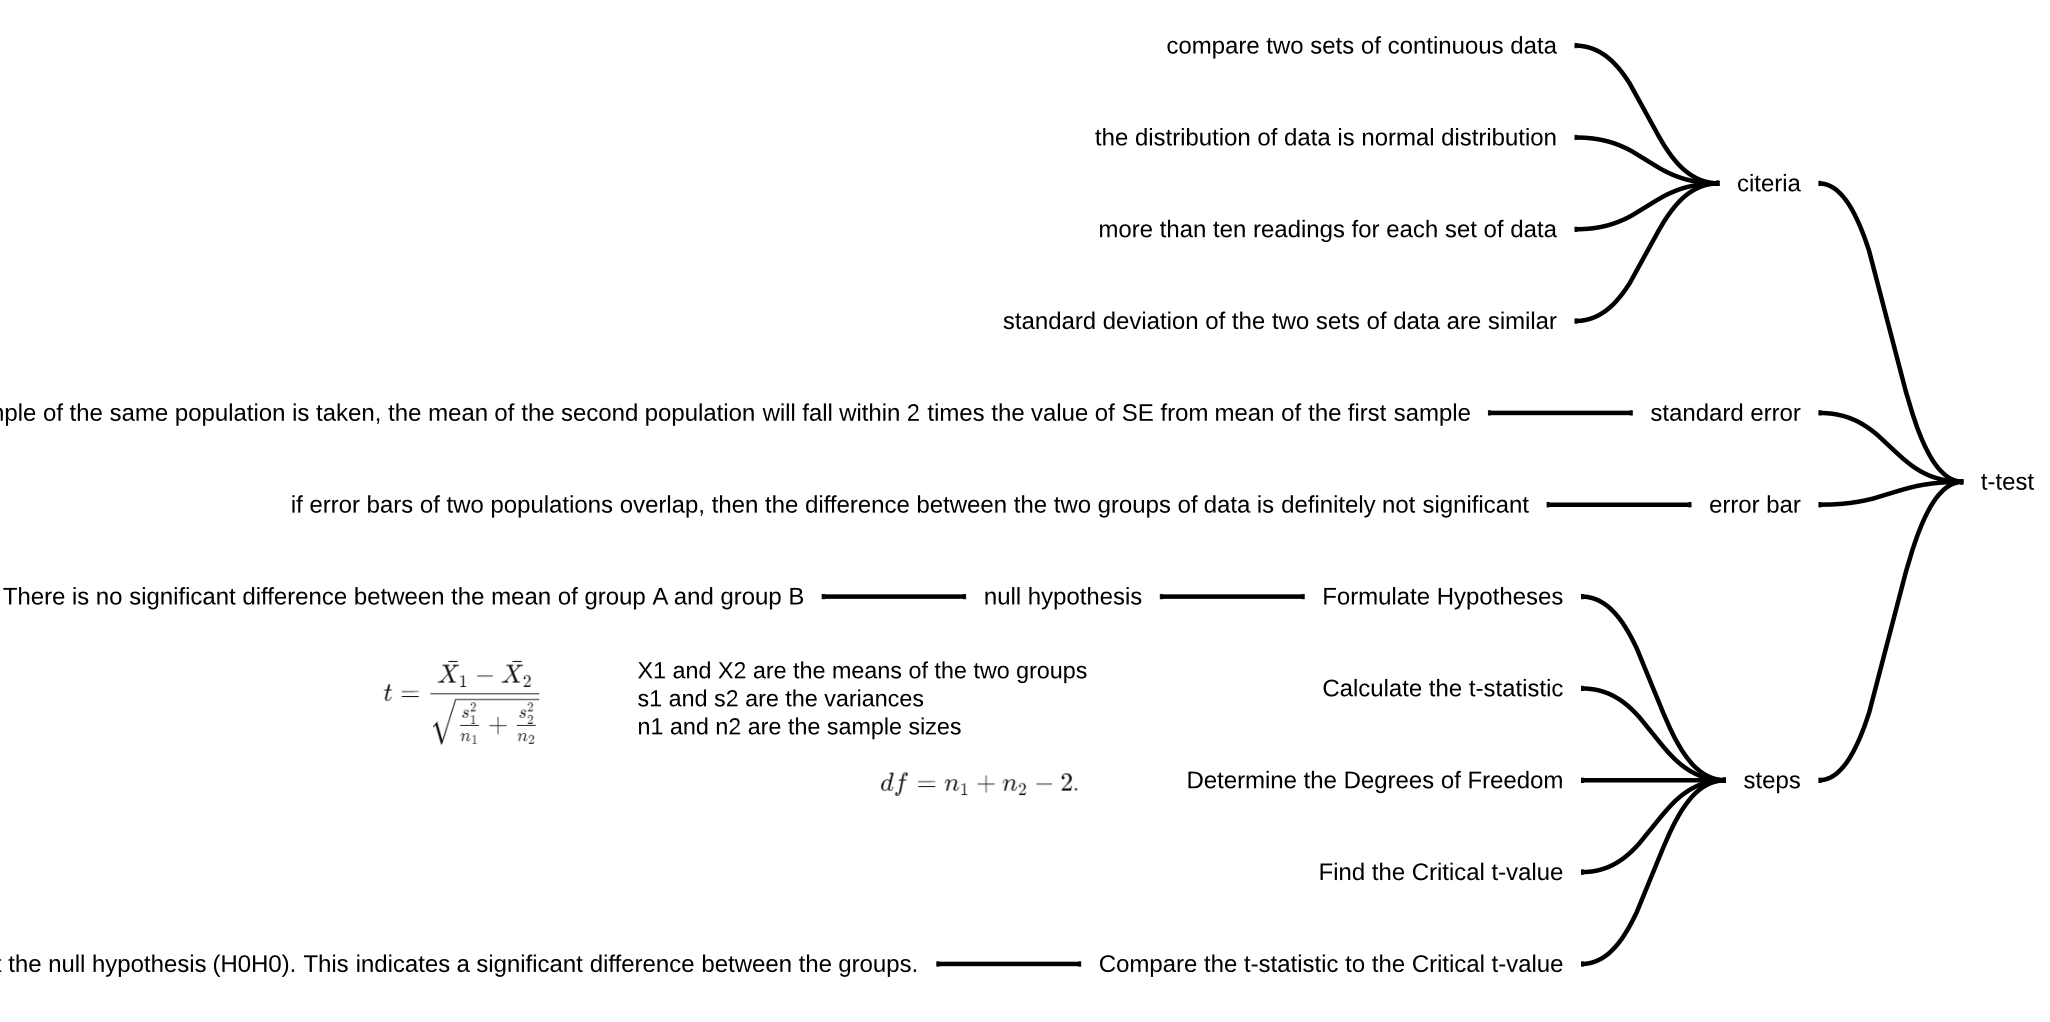 compare two sets of continuous data
the distribution of data is normal distribution
citeria
more than ten readings for each set of data
standard deviation of the two sets of data are similar
of the same population is taken, the mean of the second population will fall within 2 times the value of SE from mean of the first sample
standard error
t-test
if error bars of two populations overlap, then the difference between the two groups of data is definitely not significant
error bar
There is no significant difference between the mean of group A and group B
null hypothesis
Formulate Hypotheses
t = \frac{\bar{X}_1 - \bar{X}_2}{\sqrt{\frac{s_1^2}{n_1} + \frac{s_2^2}{n_2}}}
X1 and X2 are the means of the two groups
s1 and s2 are the variances
n1 and n2 are the sample sizes
Calculate the t-statistic
df = n₁ + n₂ − 2.
Determine the Degrees of Freedom
steps
Find the Critical t-value
the null hypothesis (H0H0). This indicates a significant difference between the groups.
Compare the t-statistic to the Critical t-value